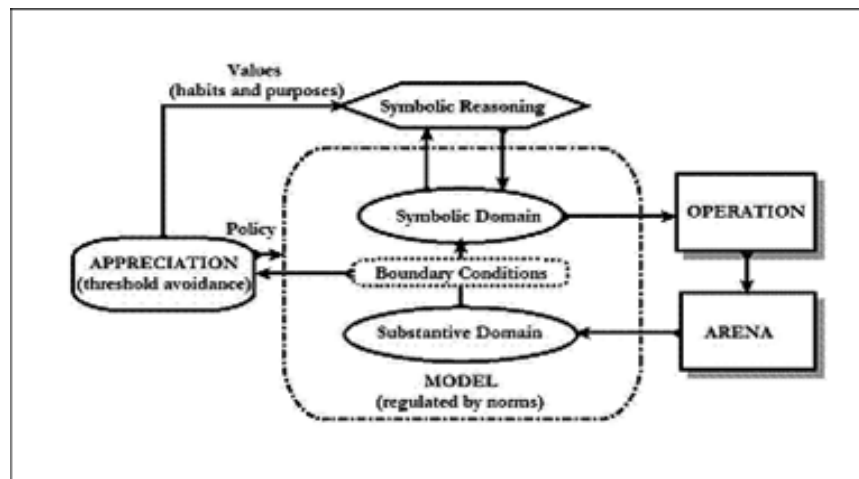 Values
(habits and purposes)
Symbolic Reasoning
Symbolic Domain
OPERATION
Policy
APPRECIATION
(threshold avoidance)
Boundary Conditions
Substantive Domain
ARENA
MODEL
(regulated by norms)